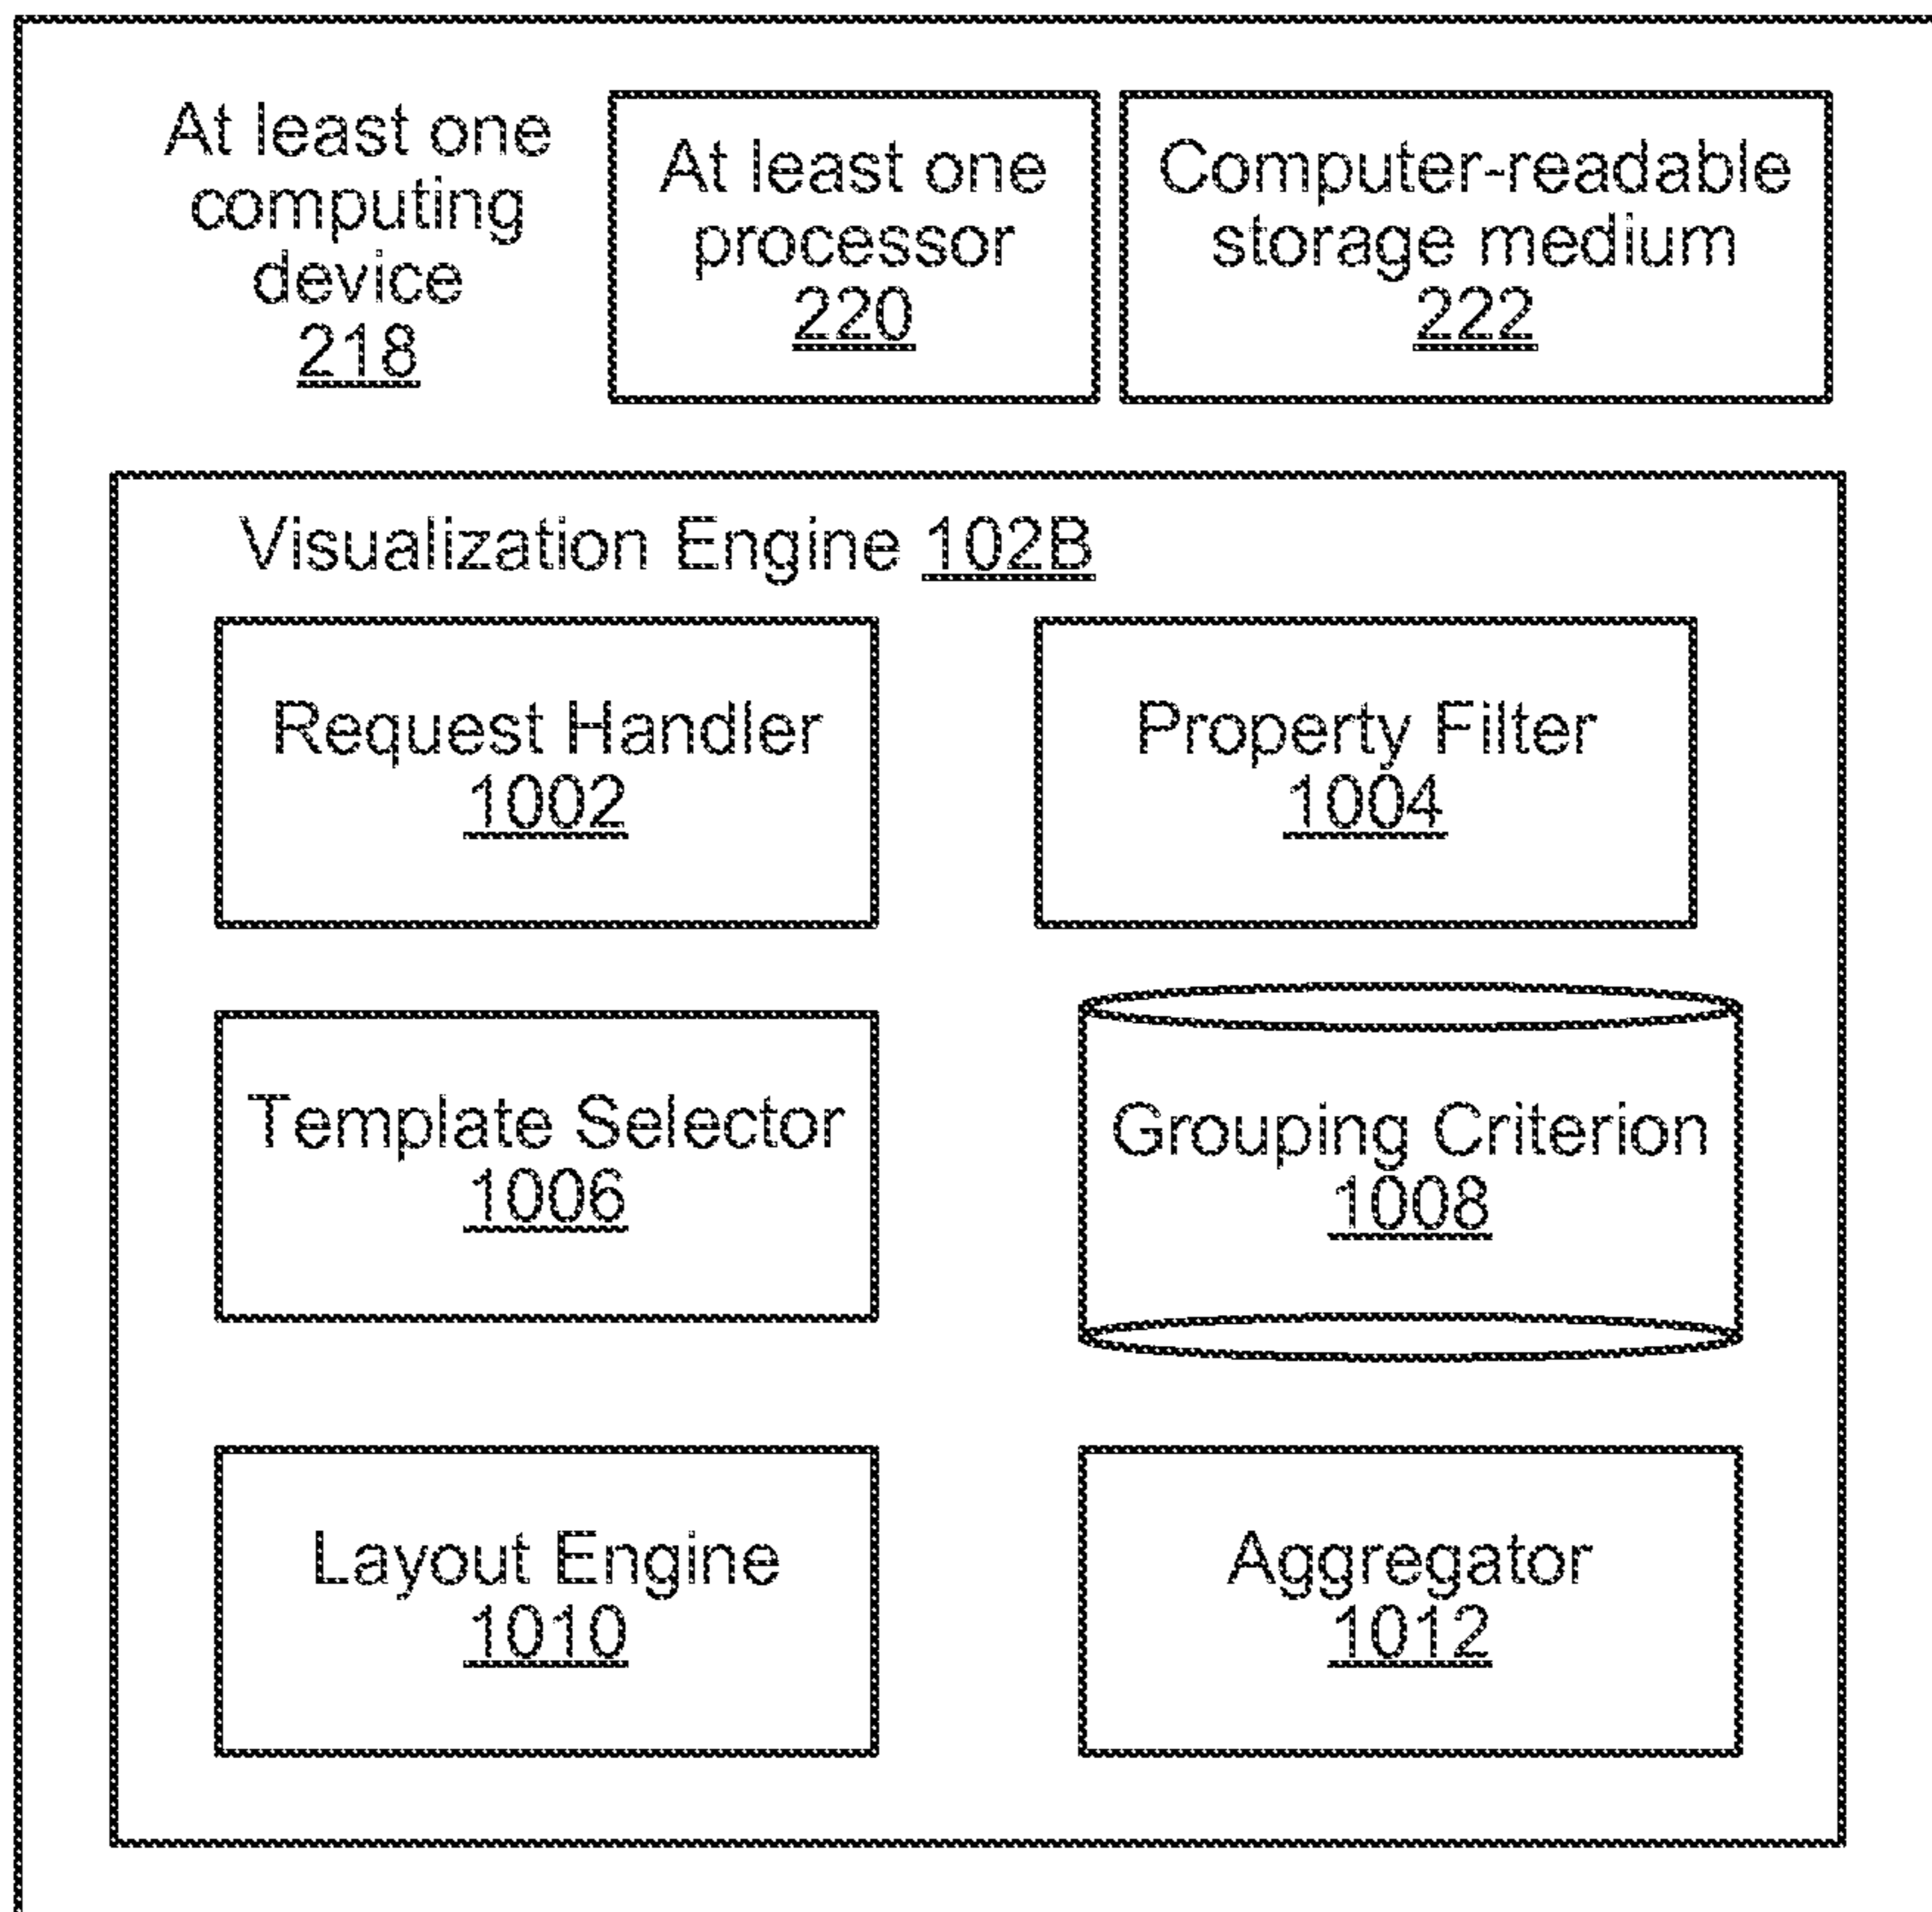 At least one
computing
device
218
At least one
processor
220
Computer-readable
storage medium
222
Visualization Engine 102B
Request Handler
1002
Property Filter
1004
Template Selector
1006
Grouping Criterion
1008
Layout Engine
1010
Aggregator
1012